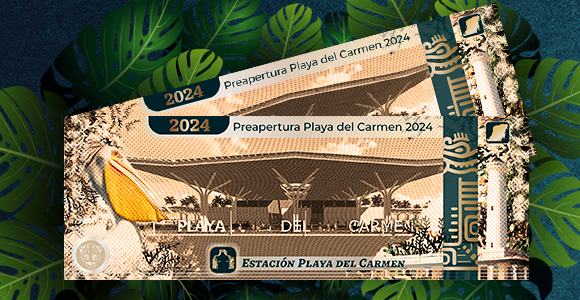 2024
Preapertura Playa del Carmen 2024
2024
Preapertura Playa del Carmen 2024
PLAYA DEL CARMEN
ESTACIÓN PLAYA DEL CARMEN